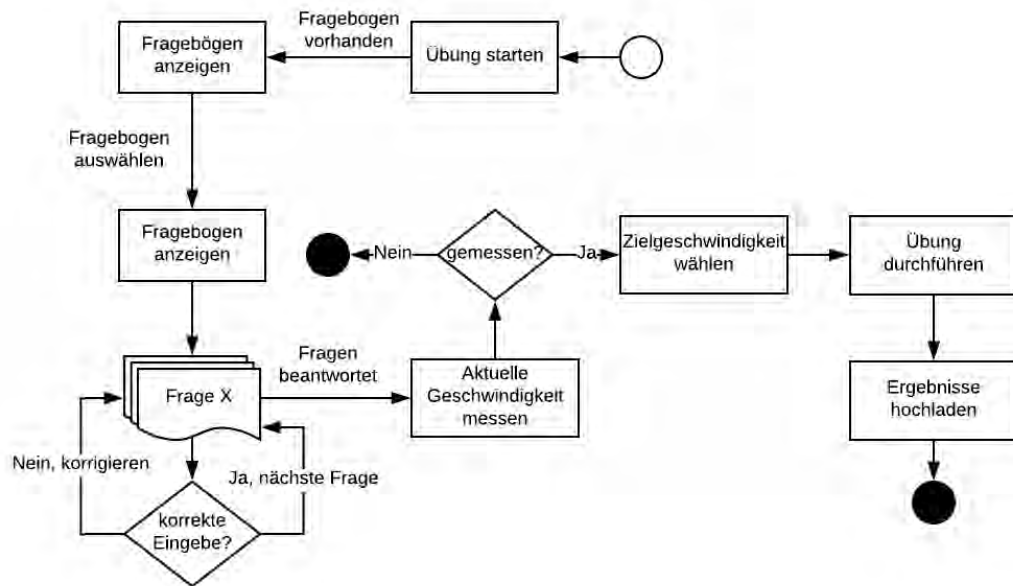 Fragebögen
anzeigen
Fragebogen
vorhanden
Übung starten
Fragebogen
auswählen
Fragebogen
anzeigen
Nein
gemessen?
Ja
Zielgeschwindigkeit
wählen
Übung
durchführen
Frage X
Fragen
beantwortet
Aktuelle
Geschwindigkeit
messen
Ergebnisse
hochladen
Nein, korrigieren
Ja, nächste Frage
korrekte
Eingebe?